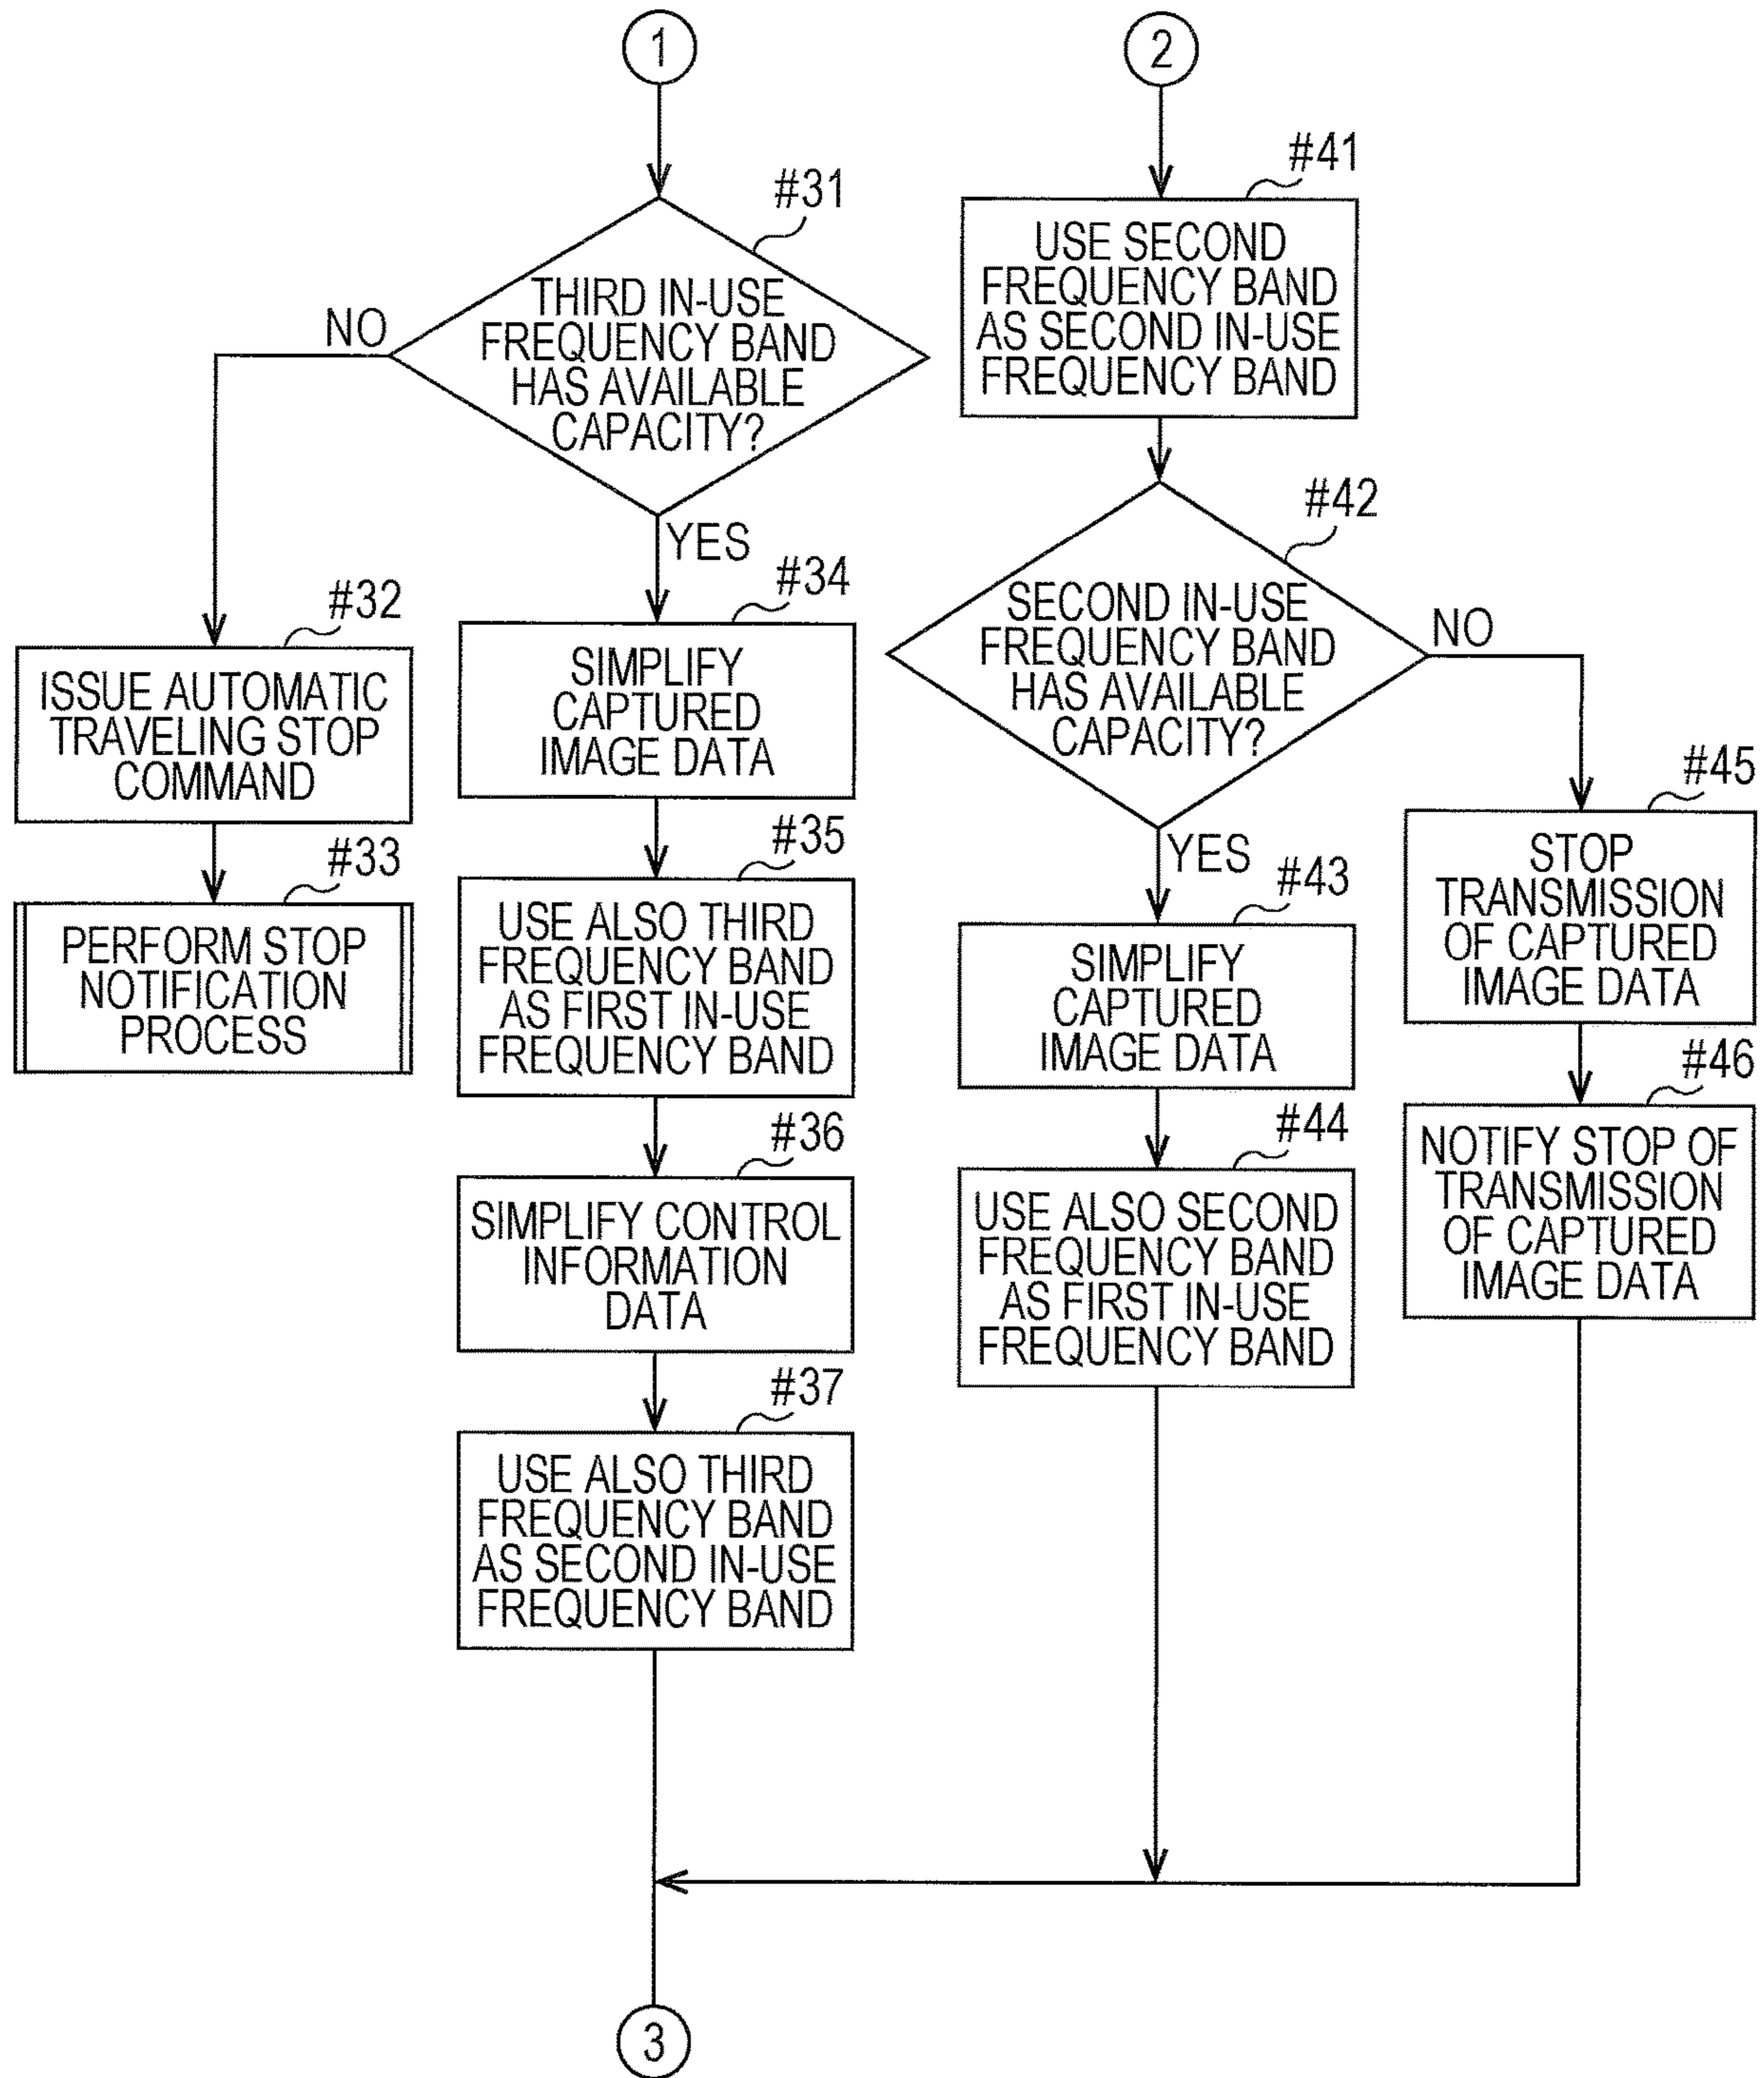 1
#31
THIRD IN-USE
FREQUENCY BAND
HAS AVAILABLE
CAPACITY?
NO
YES
#32
ISSUE AUTOMATIC
TRAVELING STOP
COMMAND
#33
PERFORM STOP
NOTIFICATION
PROCESS
#34
SIMPLIFY
CAPTURED
IMAGE DATA
#35
USE ALSO THIRD
FREQUENCY BAND
AS FIRST IN-USE
FREQUENCY BAND
#36
SIMPLIFY CONTROL
INFORMATION
DATA
#37
USE ALSO THIRD
FREQUENCY BAND
AS SECOND IN-USE
FREQUENCY BAND
2
#41
USE SECOND
FREQUENCY BAND
AS SECOND IN-USE
FREQUENCY BAND
#42
SECOND IN-USE
FREQUENCY BAND
HAS AVAILABLE
CAPACITY?
NO
YES
#43
SIMPLIFY
CAPTURED
IMAGE DATA
#44
USE ALSO SECOND
FREQUENCY BAND
AS FIRST IN-USE
FREQUENCY BAND
#45
STOP
TRANSMISSION
OF CAPTURED
IMAGE DATA
#46
NOTIFY STOP OF
TRANSMISSION
OF CAPTURED
IMAGE DATA
3